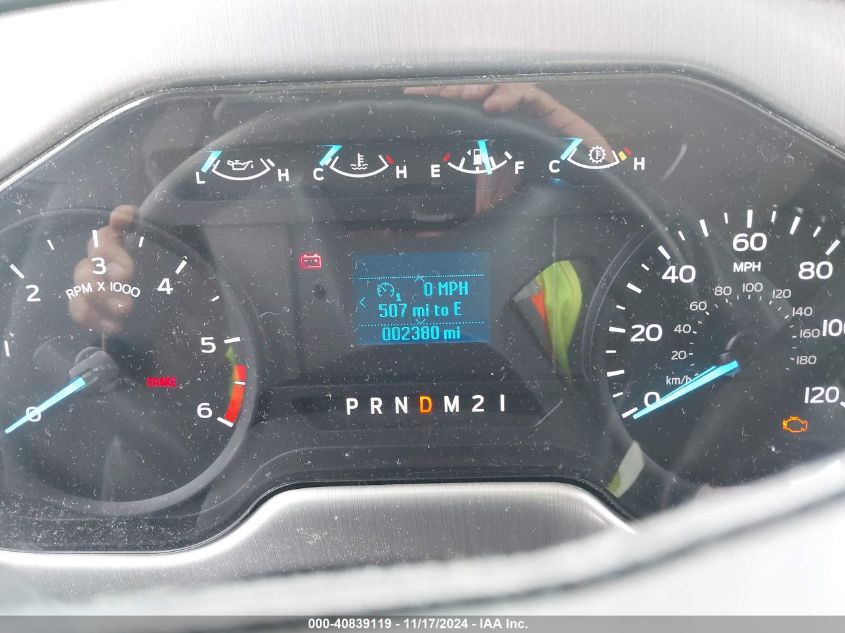 L H C H E F C H
2 3 4 5 6 1 0
RPM X 1000
BRAKE
0 MPH
507 mi to E
002380 mi
P R N D M 2 1
0 20 40 60 80 100 120
MPH
20 40 60 80 100 120 140 160 180
km/h
000-40839119 - 11/17/2024 - IAA Inc.